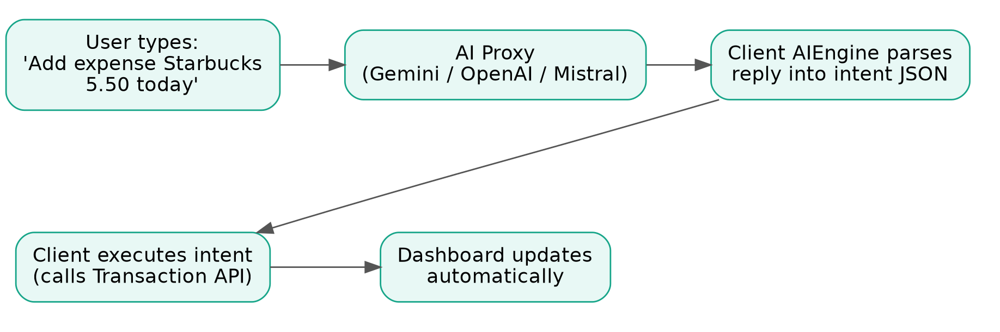 User types:
'Add expense Starbucks
5.50 today'
AI Proxy
(Gemini / OpenAI / Mistral)
Client AIEngine parses
reply into intent JSON
Client executes intent
(calls Transaction API)
Dashboard updates
automatically